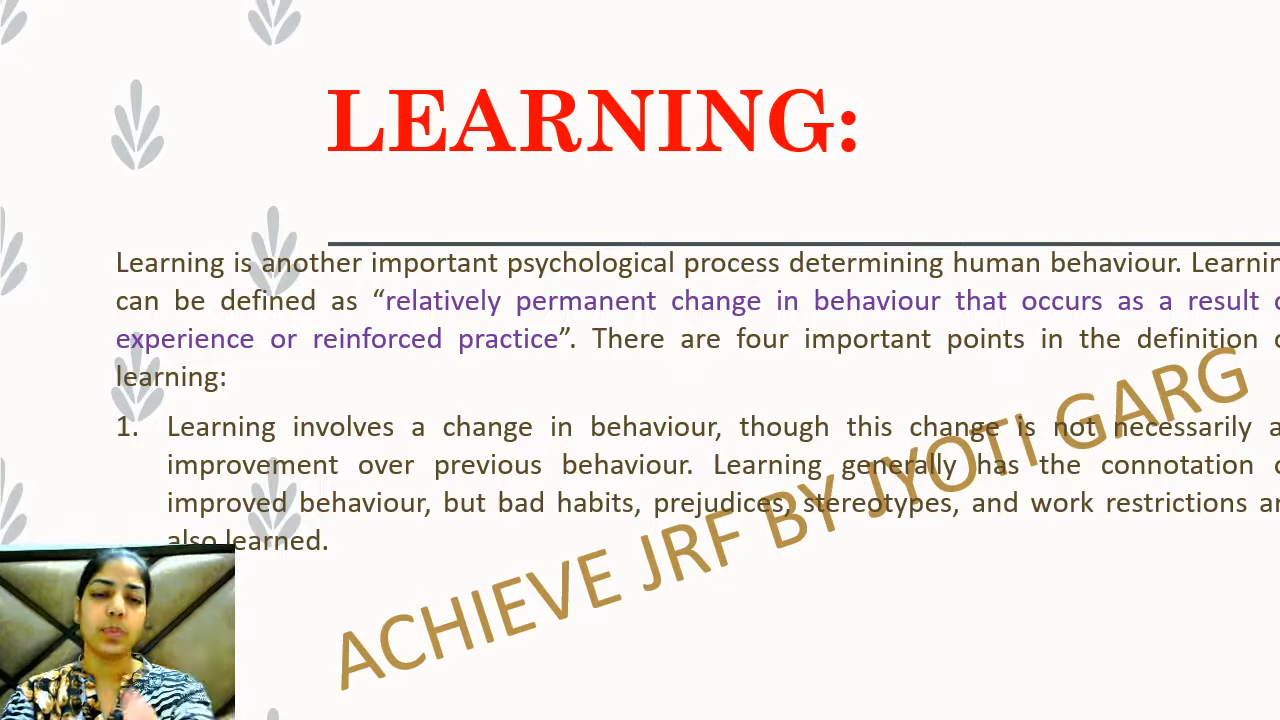 LEARNING:
Learning is another important psychological process determining human behaviour. Learnin
can be defined as “relatively permanent change in behaviour that occurs as a result o
experience or reinforced practice”. There are four important points in the definition o
learning:
1. Learning involves a change in behaviour, though this change is not necessarily a
improvement over previous behaviour. Learning generally has the connotation o
improved behaviour, but bad habits, prejudices, stereotypes, and work restrictions ar
also learned.
ACHIEVE JRF BY JYOTI GARG